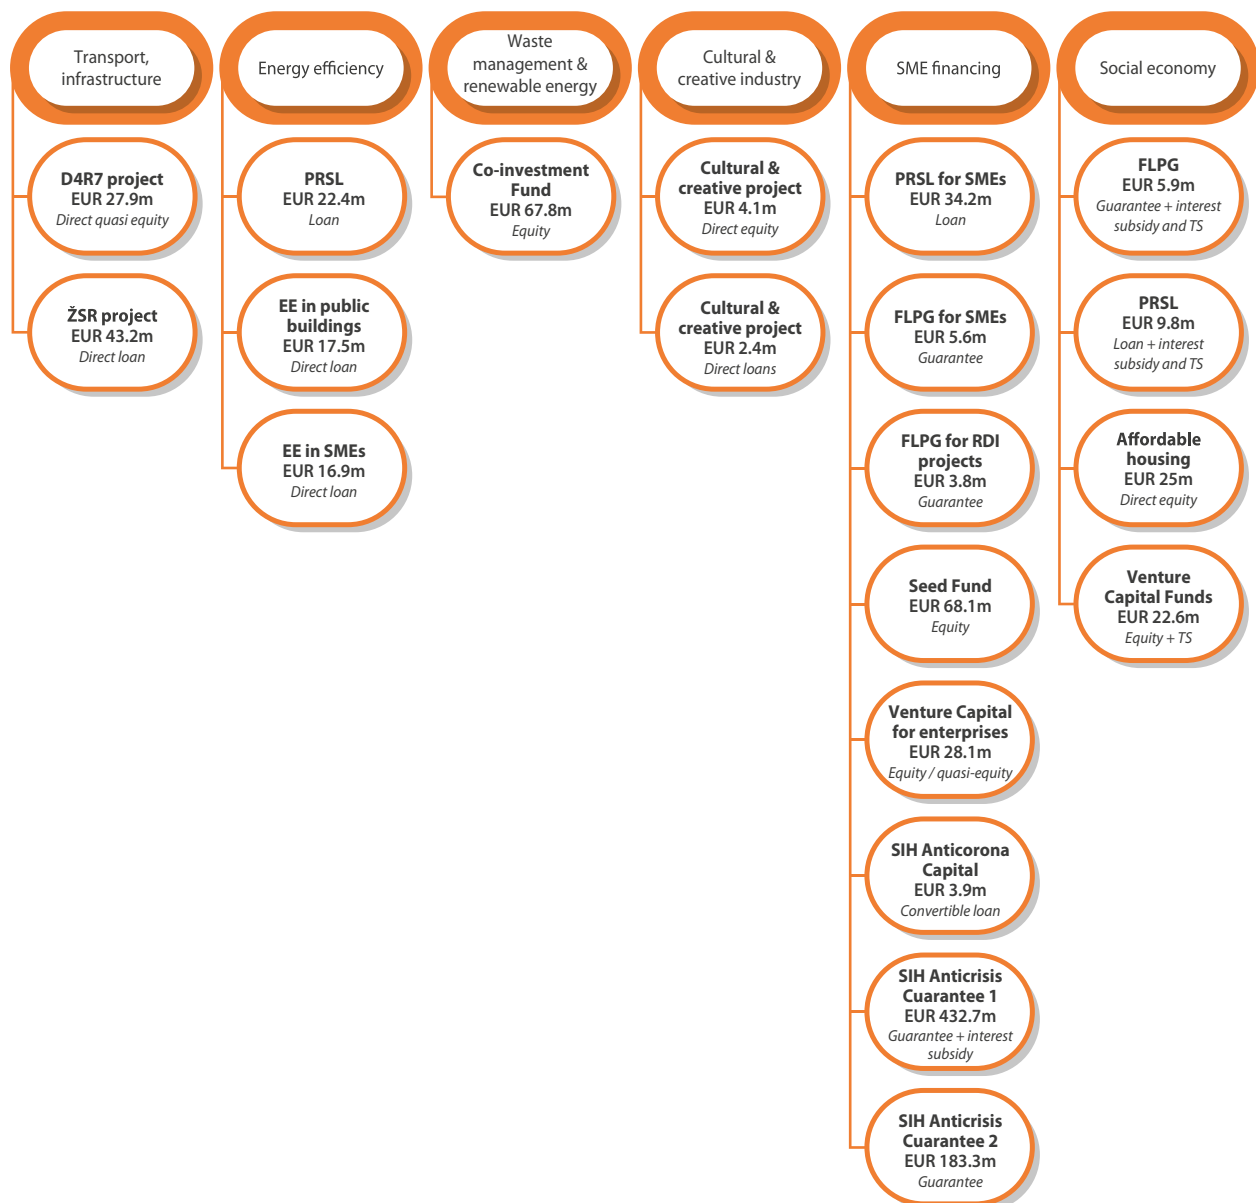 Transport,
infrastructure
D4R7 project
EUR 27.9m
Direct quasi equity
ŽSR project
EUR 43.2m
Direct loan
Energy efficiency
PRSL
EUR 22.4m
Loan
EE in public
buildings
EUR 17.5m
Direct loan
EE in SMEs
EUR 16.9m
Direct loan
Waste
management &
renewable energy
Co-investment
Fund
EUR 67.8m
Equity
Cultural &
creative industry
Cultural &
creative project
EUR 4.1m
Direct equity
Cultural &
creative project
EUR 2.4m
Direct loans
SME financing
PRSL for SMEs
EUR 34.2m
Loan
FLPG for SMEs
EUR 5.6m
Guarantee
FLPG for RDI
projects
EUR 3.8m
Guarantee
Seed Fund
EUR 68.1m
Equity
Venture Capital
for enterprises
EUR 28.1m
Equity / quasi-equity
SIH Anticorona
Capital
EUR 3.9m
Convertible loan
SIH Anticrisis
Cuarantee 1
EUR 432.7m
Guarantee + interest
subsidy
SIH Anticrisis
Cuarantee 2
EUR 183.3m
Guarantee
Social economy
FLPG
EUR 5.9m
Guarantee + interest
subsidy and TS
PRSL
EUR 9.8m
Loan + interest
subsidy and TS
Affordable
housing
EUR 25m
Direct equity
Venture
Capital Funds
EUR 22.6m
Equity + TS